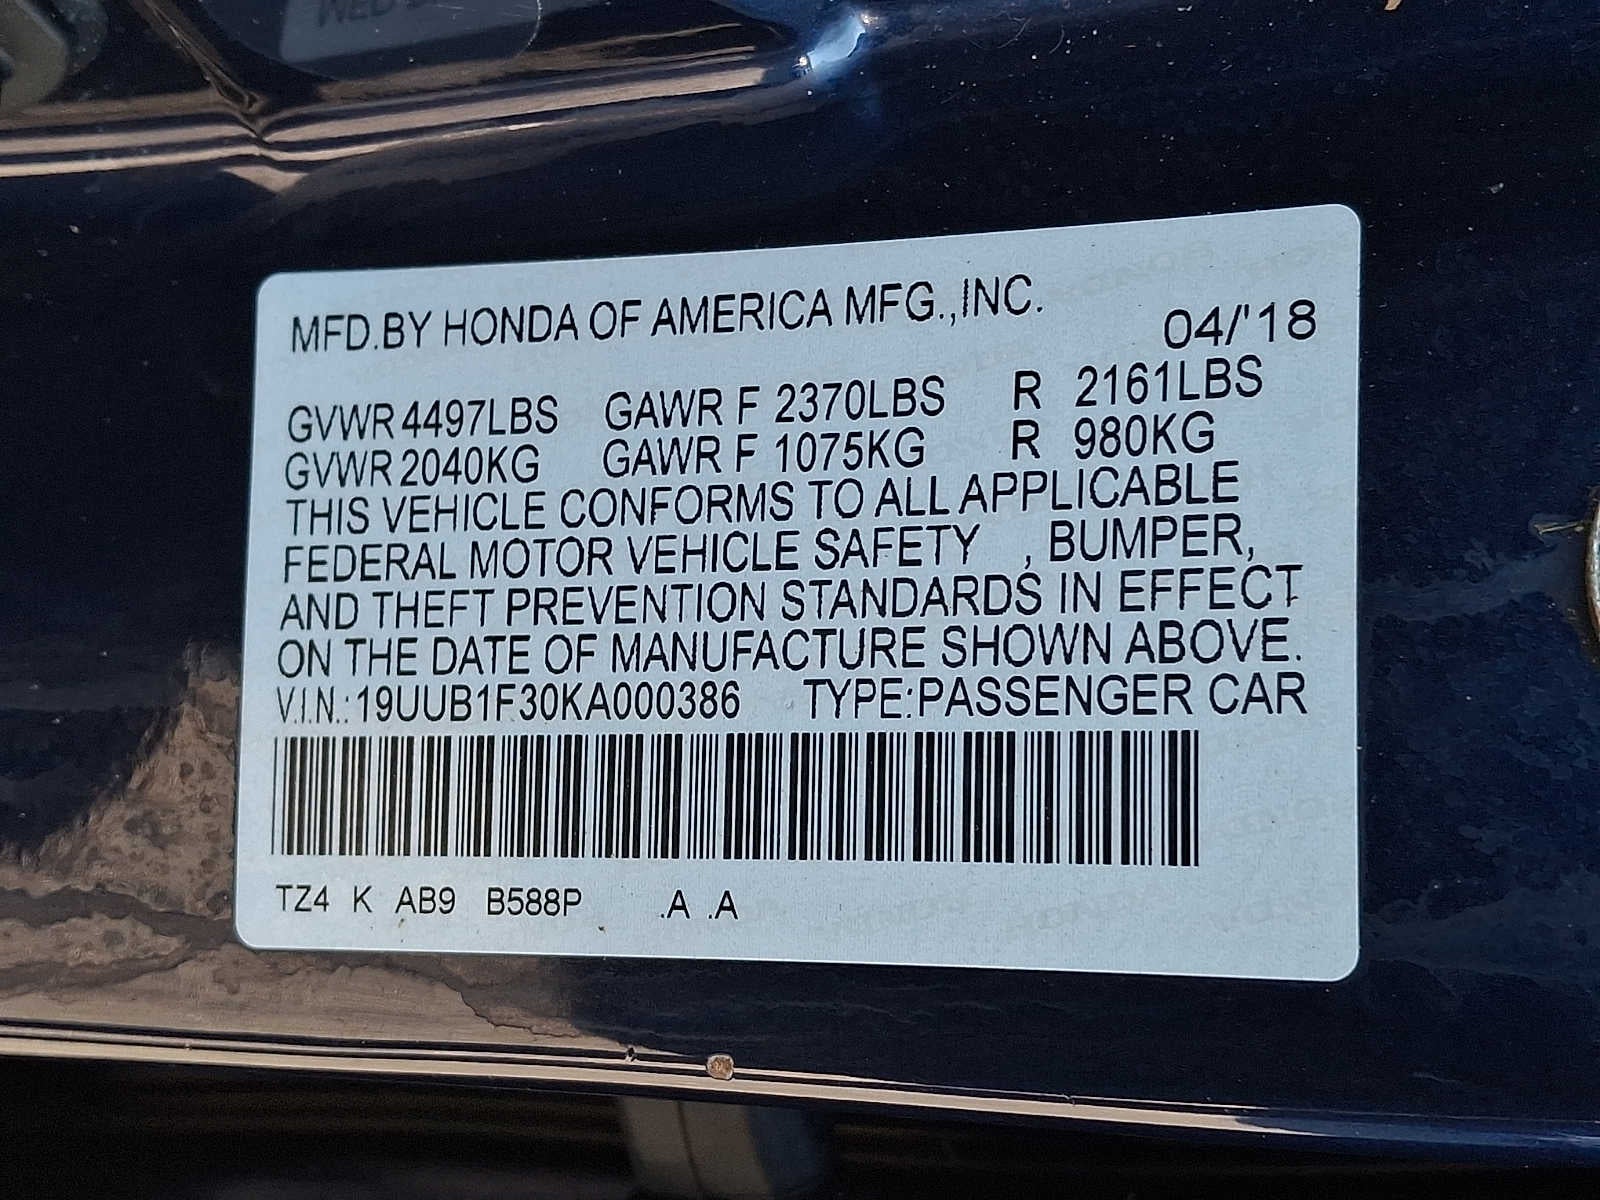 WED
MFD.BY HONDA OF AMERICA MFG.,INC.
04/'18
GVWR 4497LBS GAWR F 2370LBS R 2161LBS
GVWR 2040KG GAWR F 1075KG R 980KG
THIS VEHICLE CONFORMS TO ALL APPLICABLE
FEDERAL MOTOR VEHICLE SAFETY , BUMPER,
AND THEFT PREVENTION STANDARDS IN EFFECT
ON THE DATE OF MANUFACTURE SHOWN ABOVE.
V.I.N.: 19UUB1F30KA000386 TYPE:PASSENGER CAR
TZ4 K AB9 B588P .A .A